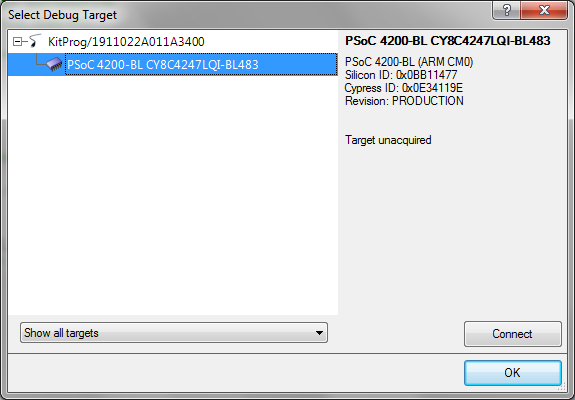 Select Debug Target
KitProg/1911022A011A3400
PSoC 4200-BL CY8C4247LQI-BL483
PSoC 4200-BL CY8C4247LQI-BL483
PSoC 4200-BL (ARM CM0)
Silicon ID: 0x0BB11477
Cypress ID: 0x0E34119E
Revision: PRODUCTION
Target unacquired
Show all targets
Connect
OK